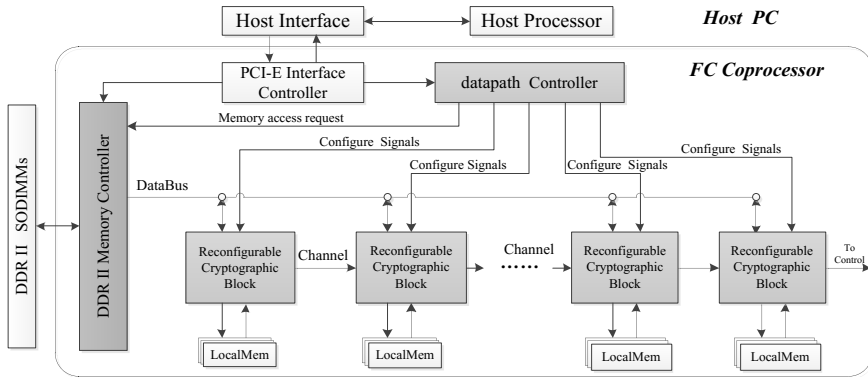 Host Interface
Host Processor
Host PC
PCI-E Interface
Controller
datapath Controller
FC Coprocessor
Memory access request
Configure Signals
Configure Signals
Configure Signals
Configure Signals
DDR II SODIMMs
DDR II Memory Controller
DataBus
Reconfigurable
Cryptographic
Block
Channel
Reconfigurable
Cryptographic
Block
Channel
......
Reconfigurable
Cryptographic
Block
Reconfigurable
Cryptographic
Block
To
Control
LocalMem
LocalMem
LocalMem
LocalMem